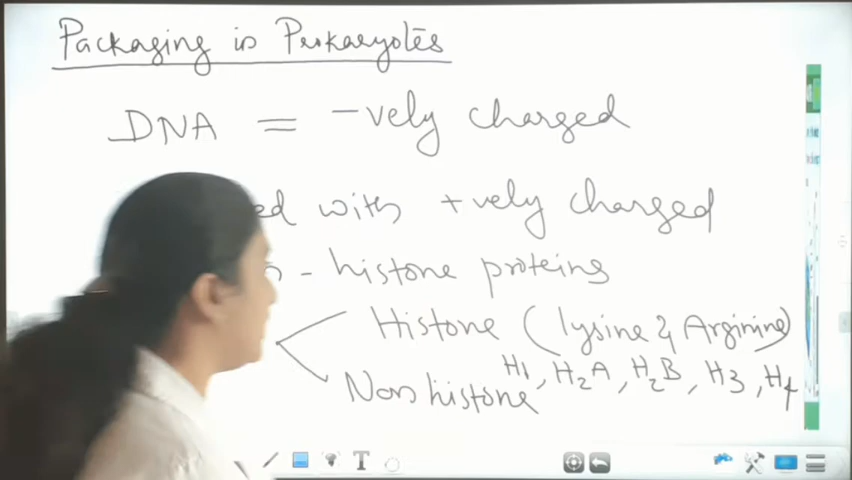 Packaging in Prokaryotes
DNA = -vely charged
with +vely charged
- histone proteins
Histone (lysine & Arginine)
H1, H2A, H2B, H3, H4
Non histone
T